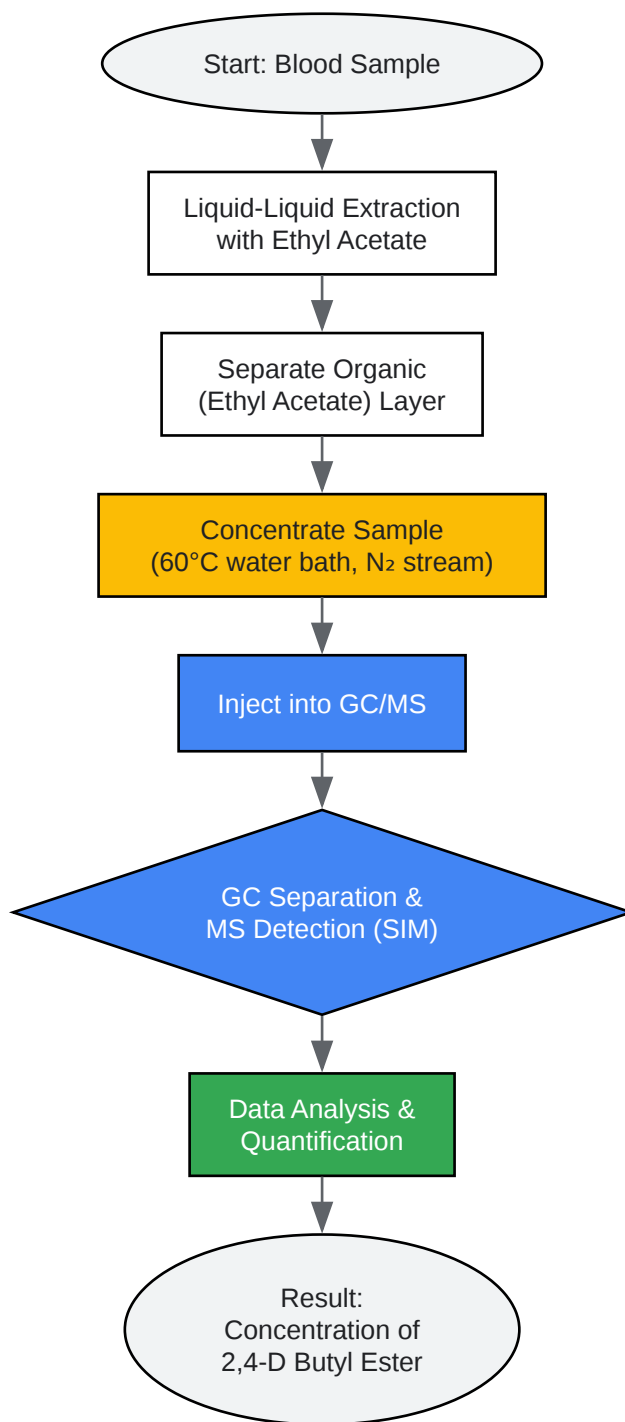 Start: Blood Sample
Liquid-Liquid Extraction
with Ethyl Acetate
Separate Organic
(Ethyl Acetate) Layer
Concentrate Sample
(60°C water bath, N₂ stream)
Inject into GC/MS
GC Separation &
MS Detection (SIM)
Data Analysis &
Quantification
Result:
Concentration of
2,4-D Butyl Ester